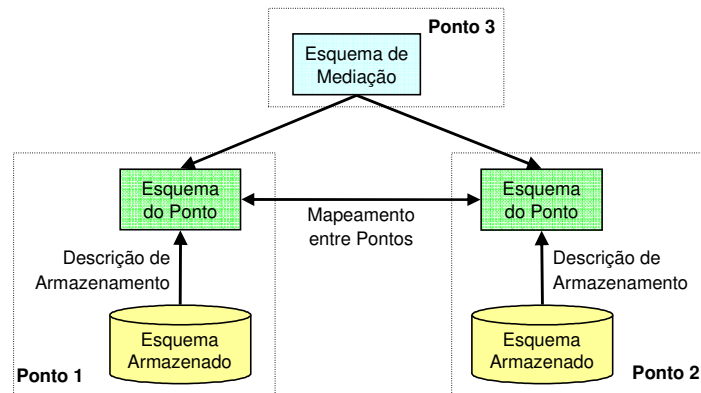 Ponto 3
Esquema de
Mediação
Esquema
do Ponto
Esquema
do Ponto
Mapeamento
entre Pontos
Descrição de
Armazenamento
Descrição de
Armazenamento
Esquema
Armazenado
Esquema
Armazenado
Ponto 1
Ponto 2